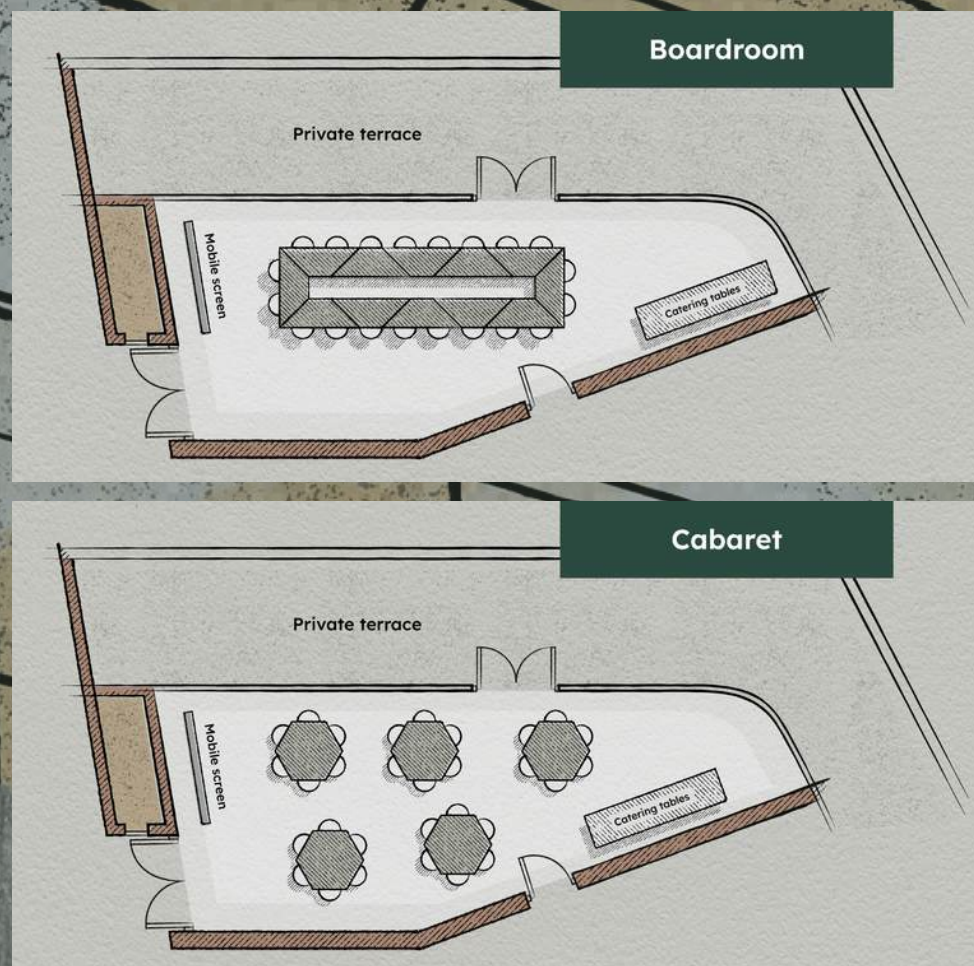 Boardroom
Private terrace
Mobile screen
Catering tables
Cabaret
Private terrace
Mobile screen
Catering tables